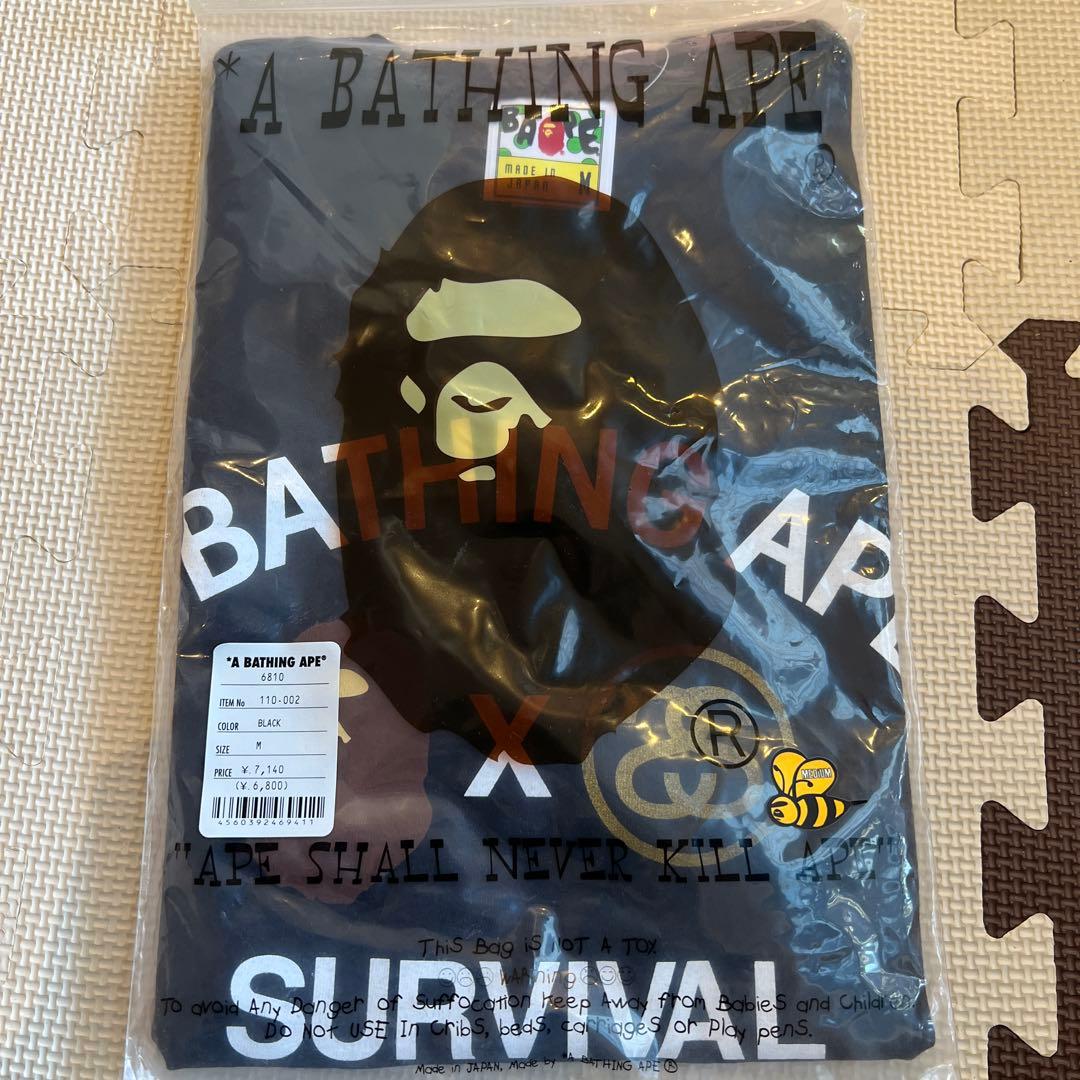 *A BATHING APE®
BAPE
MADE IN
JAPAN M
BATHING APE
*A BATHING APE®
6810
ITEM No 110-002
COLOR BLACK
SIZE M
PRICE ¥.7,140
(¥.6,800)
4560392469411
X
®
MEDIUM
"APE SHALL NEVER KILL APE"
SURVIVAL
This Bag is NOT A TOY.
WARNING
To avoid Any Danger of Suffocation Keep Away from Babies and Children.
Do Not USE In Cribs, beds, carriages or Play pens.
Made in JAPAN, Made by *A BATHING APE®